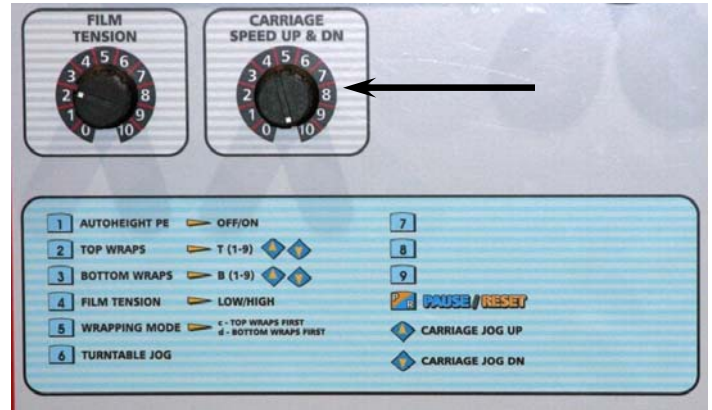 FILM
TENSION
0 1 2 3 4 5 6 7 8 9 10
CARRIAGE
SPEED UP & DN
0 1 2 3 4 5 6 7 8 9 10
1 AUTOHEIGHT PE OFF/ON
2 TOP WRAPS T (1-9)
3 BOTTOM WRAPS B (1-9)
4 FILM TENSION LOW/HIGH
5 WRAPPING MODE c - TOP WRAPS FIRST
d - BOTTOM WRAPS FIRST
6 TURNTABLE JOG
7
8
9
P/R PAUSE/RESET
CARRIAGE JOG UP
CARRIAGE JOG DN